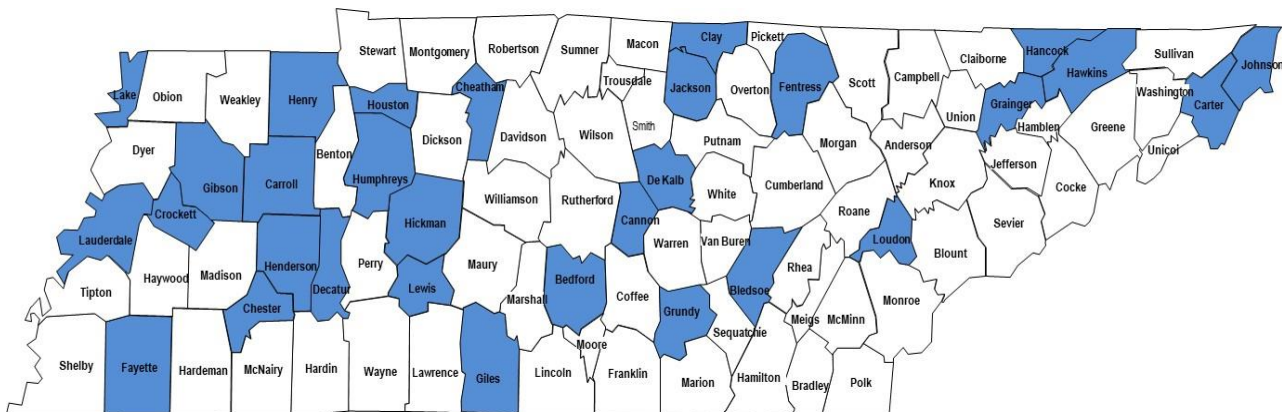 Stewart
Montgomery
Robertson
Sumner
Macon
Clay
Pickett
Claiborne
Hancock
Sullivan
Johnson
Lake
Obion
Weakley
Henry
Houston
Cheatham
Trousdale
Jackson
Overton
Fentress
Scott
Campbell
Hawkins
Washington
Carter
Dyer
Gibson
Carroll
Benton
Humphreys
Dickson
Davidson
Wilson
Smith
Putnam
Morgan
Anderson
Union
Grainger
Hamblen
Greene
Unicoi
Lauderdale
Crockett
Hickman
Williamson
Rutherford
De Kalb
White
Cumberland
Roane
Knox
Jefferson
Cocke
Tipton
Haywood
Madison
Henderson
Decatur
Perry
Lewis
Maury
Cannon
Warren
Van Buren
Rhea
Loudon
Blount
Sevier
Chester
Marshall
Bedford
Coffee
Grundy
Bledsoe
Sequatchie
Meigs
McMinn
Monroe
Shelby
Fayette
Hardeman
McNairy
Hardin
Wayne
Lawrence
Giles
Lincoln
Moore
Franklin
Marion
Hamilton
Bradley
Polk